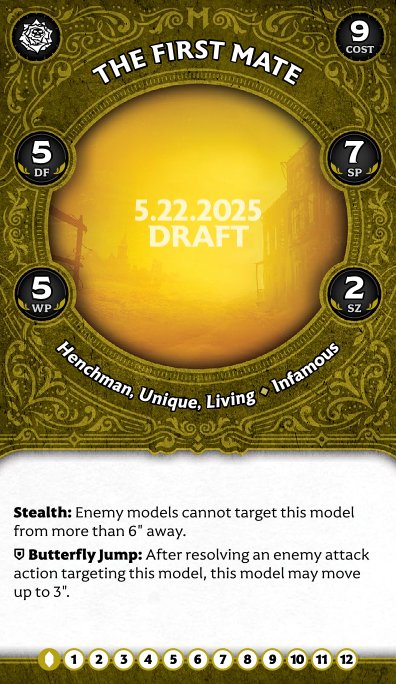 THE FIRST MATE
9
COST
5
DF
7
SP
5.22.2025
DRAFT
5
WP
2
SZ
Henchman, Unique, Living ♦ Infamous
Stealth: Enemy models cannot target this model
from more than 6" away.
Butterfly Jump: After resolving an enemy attack
action targeting this model, this model may move
up to 3".
1 2 3 4 5 6 7 8 9 10 11 12